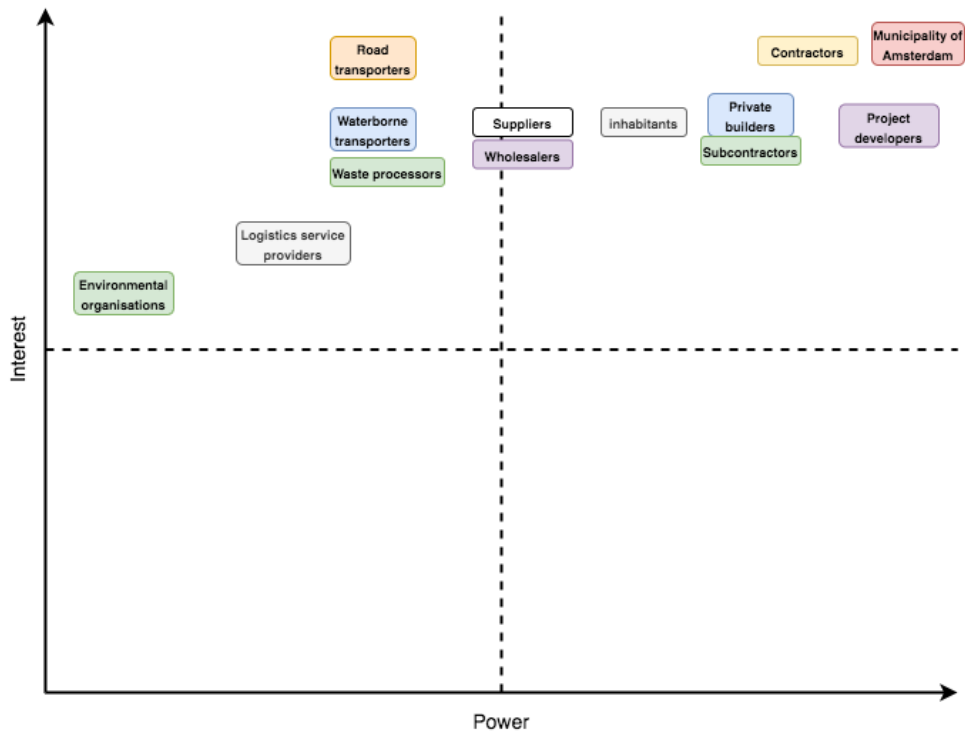 Road
transporters
Contractors
Municipality of
Amsterdam
Waterborne
transporters
Suppliers
inhabitants
Private
builders
Project
developers
Wholesalers
Subcontractors
Waste processors
Logistics service
providers
Environmental
organisations
Interest
Power